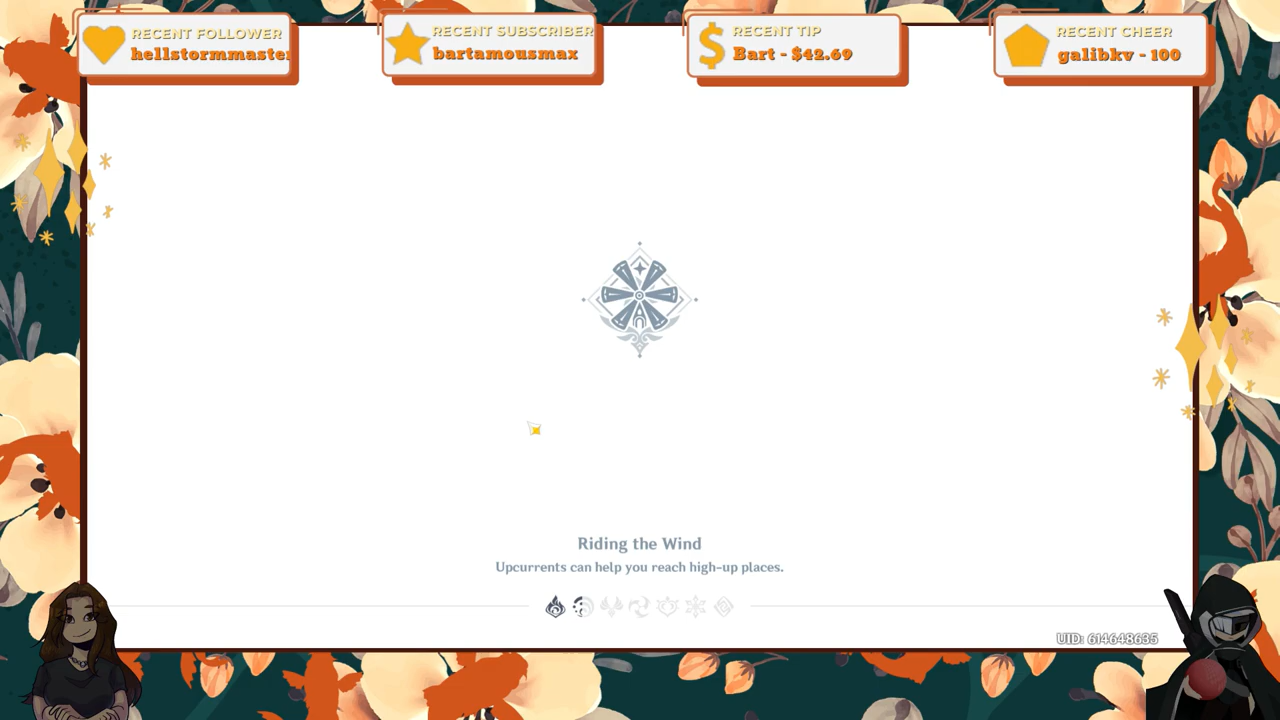 RECENT FOLLOWER
hellstormmaster
RECENT SUBSCRIBER
bartamousmax
RECENT TIP
Bart - $42.69
RECENT CHEER
galibkv - 100
Riding the Wind
Upcurrents can help you reach high-up places.
UID: 614648635